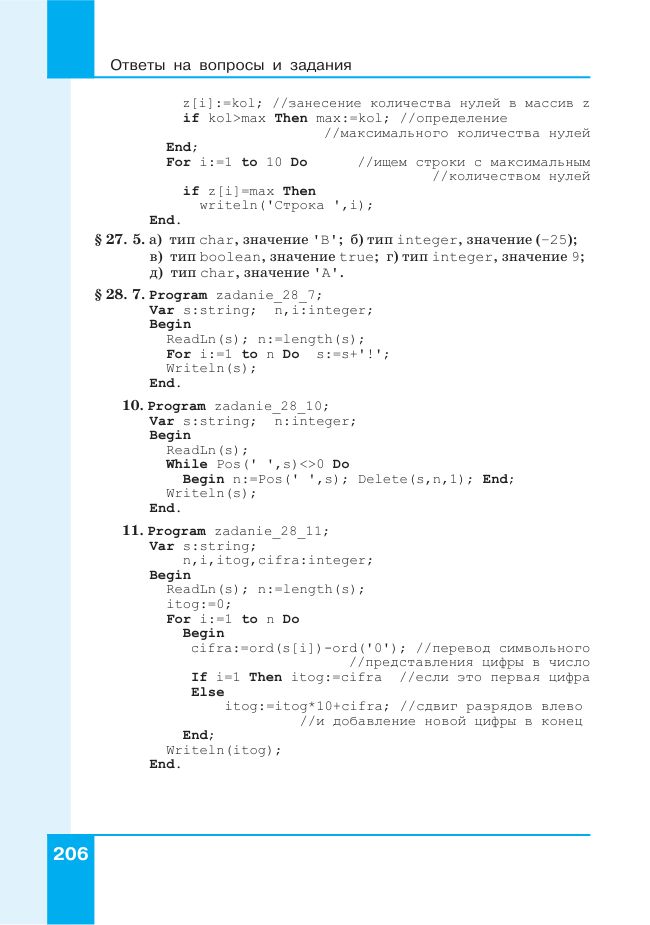 Ответы на вопросы и задания
z[i]:=kol; //занесение количества нулей в массив z
if kol>max Then max:=kol; //определение
//максимального количества нулей
End;
For i:=1 to 10 Do //ищем строки с максимальным
//количеством нулей
if z[i]=max Then
writeln('Строка ',i);
End.
§ 27. 5. а) тип char, значение 'B'; б) тип integer, значение (−25);
в) тип boolean, значение true; г) тип integer, значение 9;
д) тип char, значение 'A'.
§ 28. 7. Program zadanie_28_7;
Var s:string; n,i:integer;
Begin
ReadLn(s); n:=length(s);
For i:=1 to n Do s:=s+'!';
Writeln(s);
End.
10. Program zadanie_28_10;
Var s:string; n:integer;
Begin
ReadLn(s);
While Pos(' ',s)<>0 Do
Begin n:=Pos(' ',s); Delete(s,n,1); End;
Writeln(s);
End.
11. Program zadanie_28_11;
Var s:string;
n,i,itog,cifra:integer;
Begin
ReadLn(s); n:=length(s);
itog:=0;
For i:=1 to n Do
Begin
cifra:=ord(s[i])-ord('0'); //перевод символьного
//представления цифры в число
If i=1 Then itog:=cifra //если это первая цифра
Else
itog:=itog*10+cifra; //сдвиг разрядов влево
//и добавление новой цифры в конец
End;
Writeln(itog);
End.
206